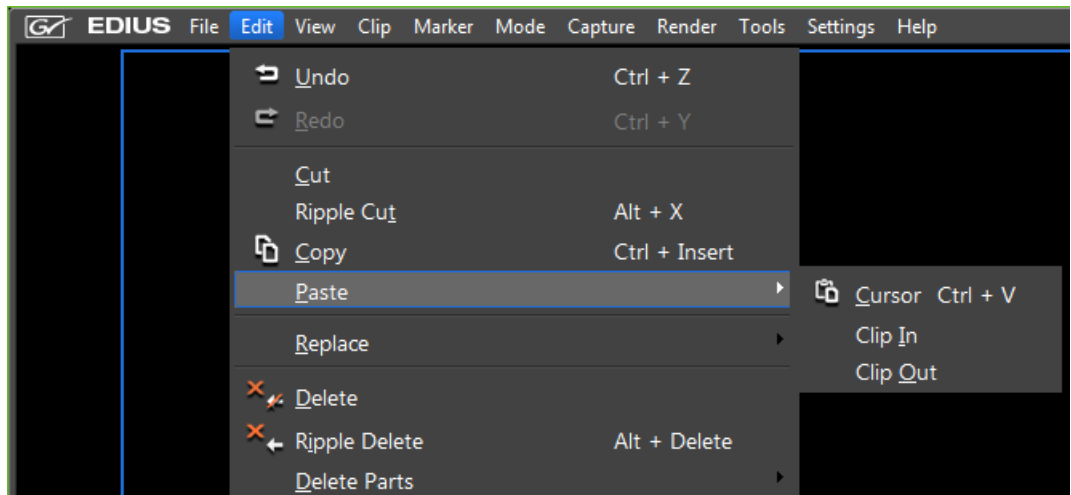 GV EDIUS File Edit View Clip Marker Mode Capture Render Tools Settings Help
Undo Ctrl + Z
Redo Ctrl + Y
Cut
Ripple Cut Alt + X
Copy Ctrl + Insert
Paste
Cursor Ctrl + V
Clip In
Clip Out
Replace
Delete
Ripple Delete Alt + Delete
Delete Parts